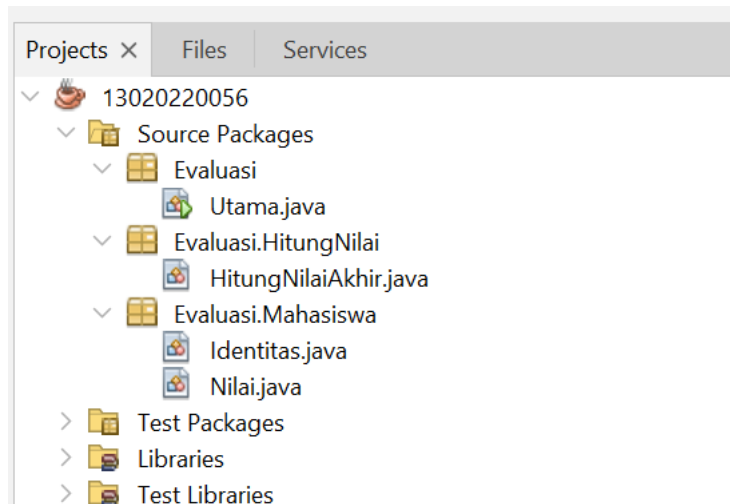 Projects Files Services
13020220056
Source Packages
Evaluasi
Utama.java
Evaluasi.HitungNilai
HitungNilaiAkhir.java
Evaluasi.Mahasiswa
Identitas.java
Nilai.java
Test Packages
Libraries
Test Libraries